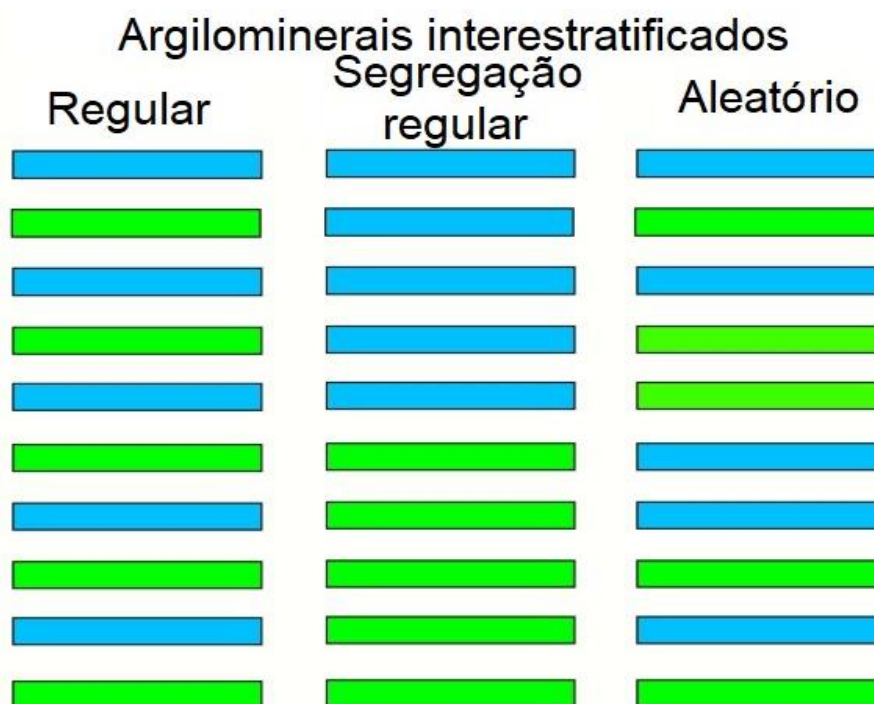 Argilominerais interestratificados
Regular
Segregação
regular
Aleatório